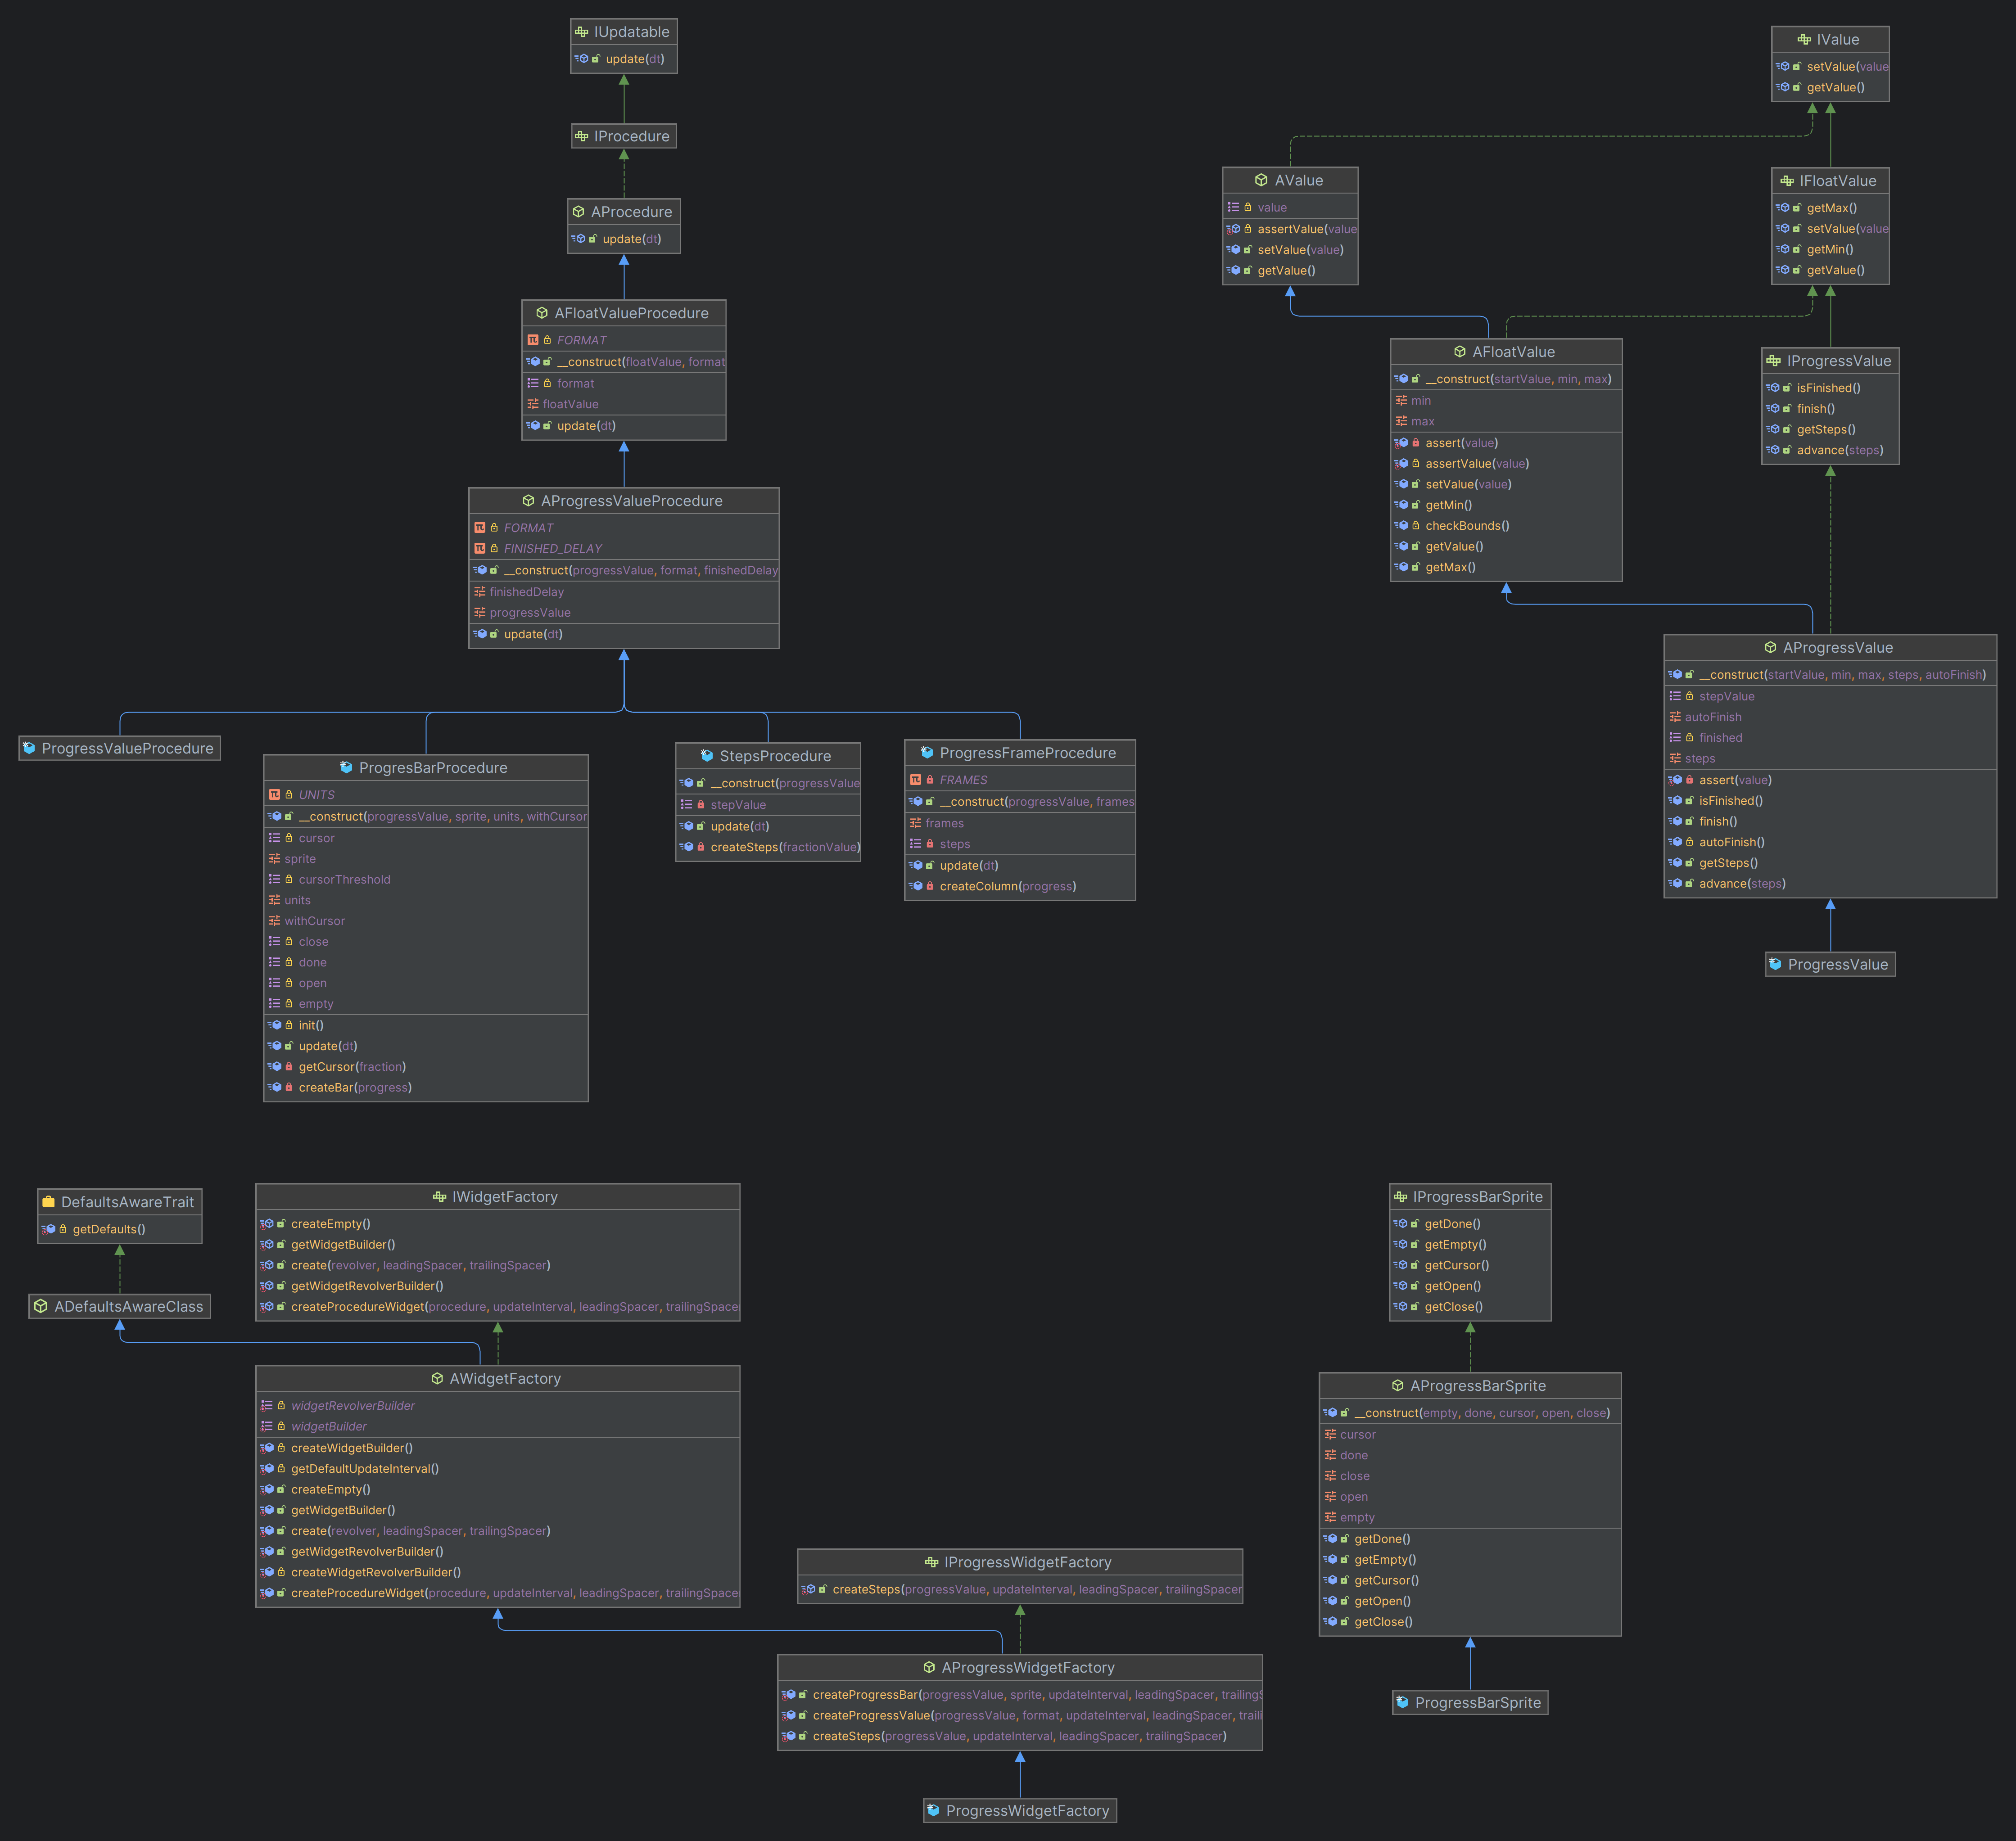 IUpdatable
update(dt)
IProcedure
AProcedure
update(dt)
AFloatValueProcedure
FORMAT
__construct(floatValue, format
format
floatValue
update(dt)
AProgressValueProcedure
FORMAT
FINISHED_DELAY
__construct(progressValue, format, finishedDelay
finishedDelay
progressValue
update(dt)
ProgressValueProcedure
ProgresBarProcedure
UNITS
__construct(progressValue, sprite, units, withCursor
cursor
sprite
cursorThreshold
units
withCursor
close
done
open
empty
init()
update(dt)
getCursor(fraction)
createBar(progress)
StepsProcedure
__construct(progressValue
stepValue
update(dt)
createSteps(fractionValue)
ProgressFrameProcedure
FRAMES
__construct(progressValue, frames
frames
steps
update(dt)
createColumn(progress)
IValue
setValue(value
getValue()
AValue
value
assertValue(value
setValue(value)
getValue()
IFloatValue
getMax()
setValue(value
getMin()
getValue()
AFloatValue
__construct(startValue, min, max)
min
max
assert(value)
assertValue(value)
setValue(value)
getMin()
checkBounds()
getValue()
getMax()
IProgressValue
isFinished()
finish()
getSteps()
advance(steps)
AProgressValue
__construct(startValue, min, max, steps, autoFinish)
stepValue
autoFinish
finished
steps
assert(value)
isFinished()
finish()
autoFinish()
getSteps()
advance(steps)
ProgressValue
DefaultsAwareTrait
getDefaults()
ADefaultsAwareClass
IWidgetFactory
createEmpty()
getWidgetBuilder()
create(revolver, leadingSpacer, trailingSpacer)
getWidgetRevolverBuilder()
createProcedureWidget(procedure, updateInterval, leadingSpacer, trailingSpace
AWidgetFactory
widgetRevolverBuilder
widgetBuilder
createWidgetBuilder()
getDefaultUpdateInterval()
createEmpty()
getWidgetBuilder()
create(revolver, leadingSpacer, trailingSpacer)
getWidgetRevolverBuilder()
createWidgetRevolverBuilder()
createProcedureWidget(procedure, updateInterval, leadingSpacer, trailingSpace
IProgressWidgetFactory
createSteps(progressValue, updateInterval, leadingSpacer, trailingSpacer
AProgressWidgetFactory
createProgressBar(progressValue, sprite, updateInterval, leadingSpacer, trailingS
createProgressValue(progressValue, format, updateInterval, leadingSpacer, traili
createSteps(progressValue, updateInterval, leadingSpacer, trailingSpacer)
ProgressWidgetFactory
IProgressBarSprite
getDone()
getEmpty()
getCursor()
getOpen()
getClose()
AProgressBarSprite
__construct(empty, done, cursor, open, close)
cursor
done
close
open
empty
getDone()
getEmpty()
getCursor()
getOpen()
getClose()
ProgressBarSprite